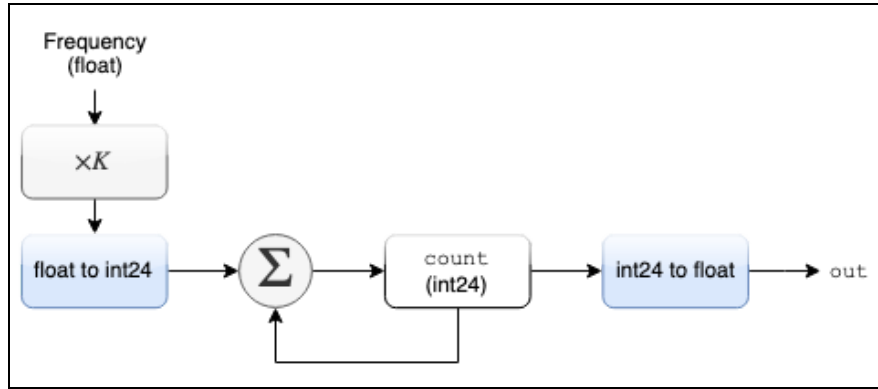 Frequency
(float)
×K
float to int24
Σ
count
(int24)
int24 to float
out